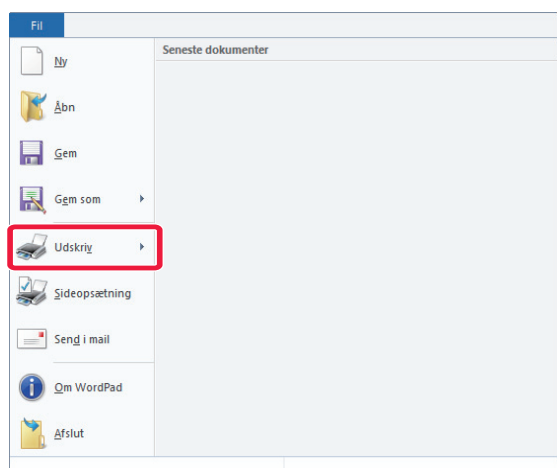 Fil
Seneste dokumenter
Ny
Åbn
Gem
Gem som
Udskriv
Sideopsætning
Send i mail
Om WordPad
Afslut